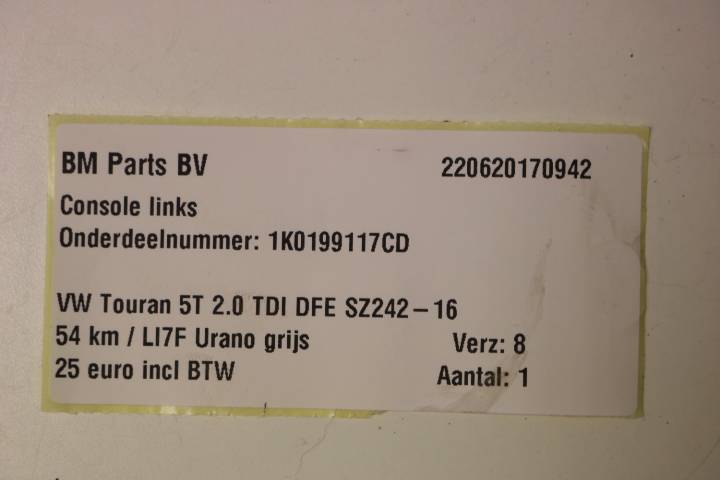 BM Parts BV 220620170942
Console links
Onderdeelnummer: 1K0199117CD
VW Touran 5T 2.0 TDI DFE SZ242-16
54 km / LI7F Urano grijs Verz: 8
25 euro incl BTW Aantal: 1